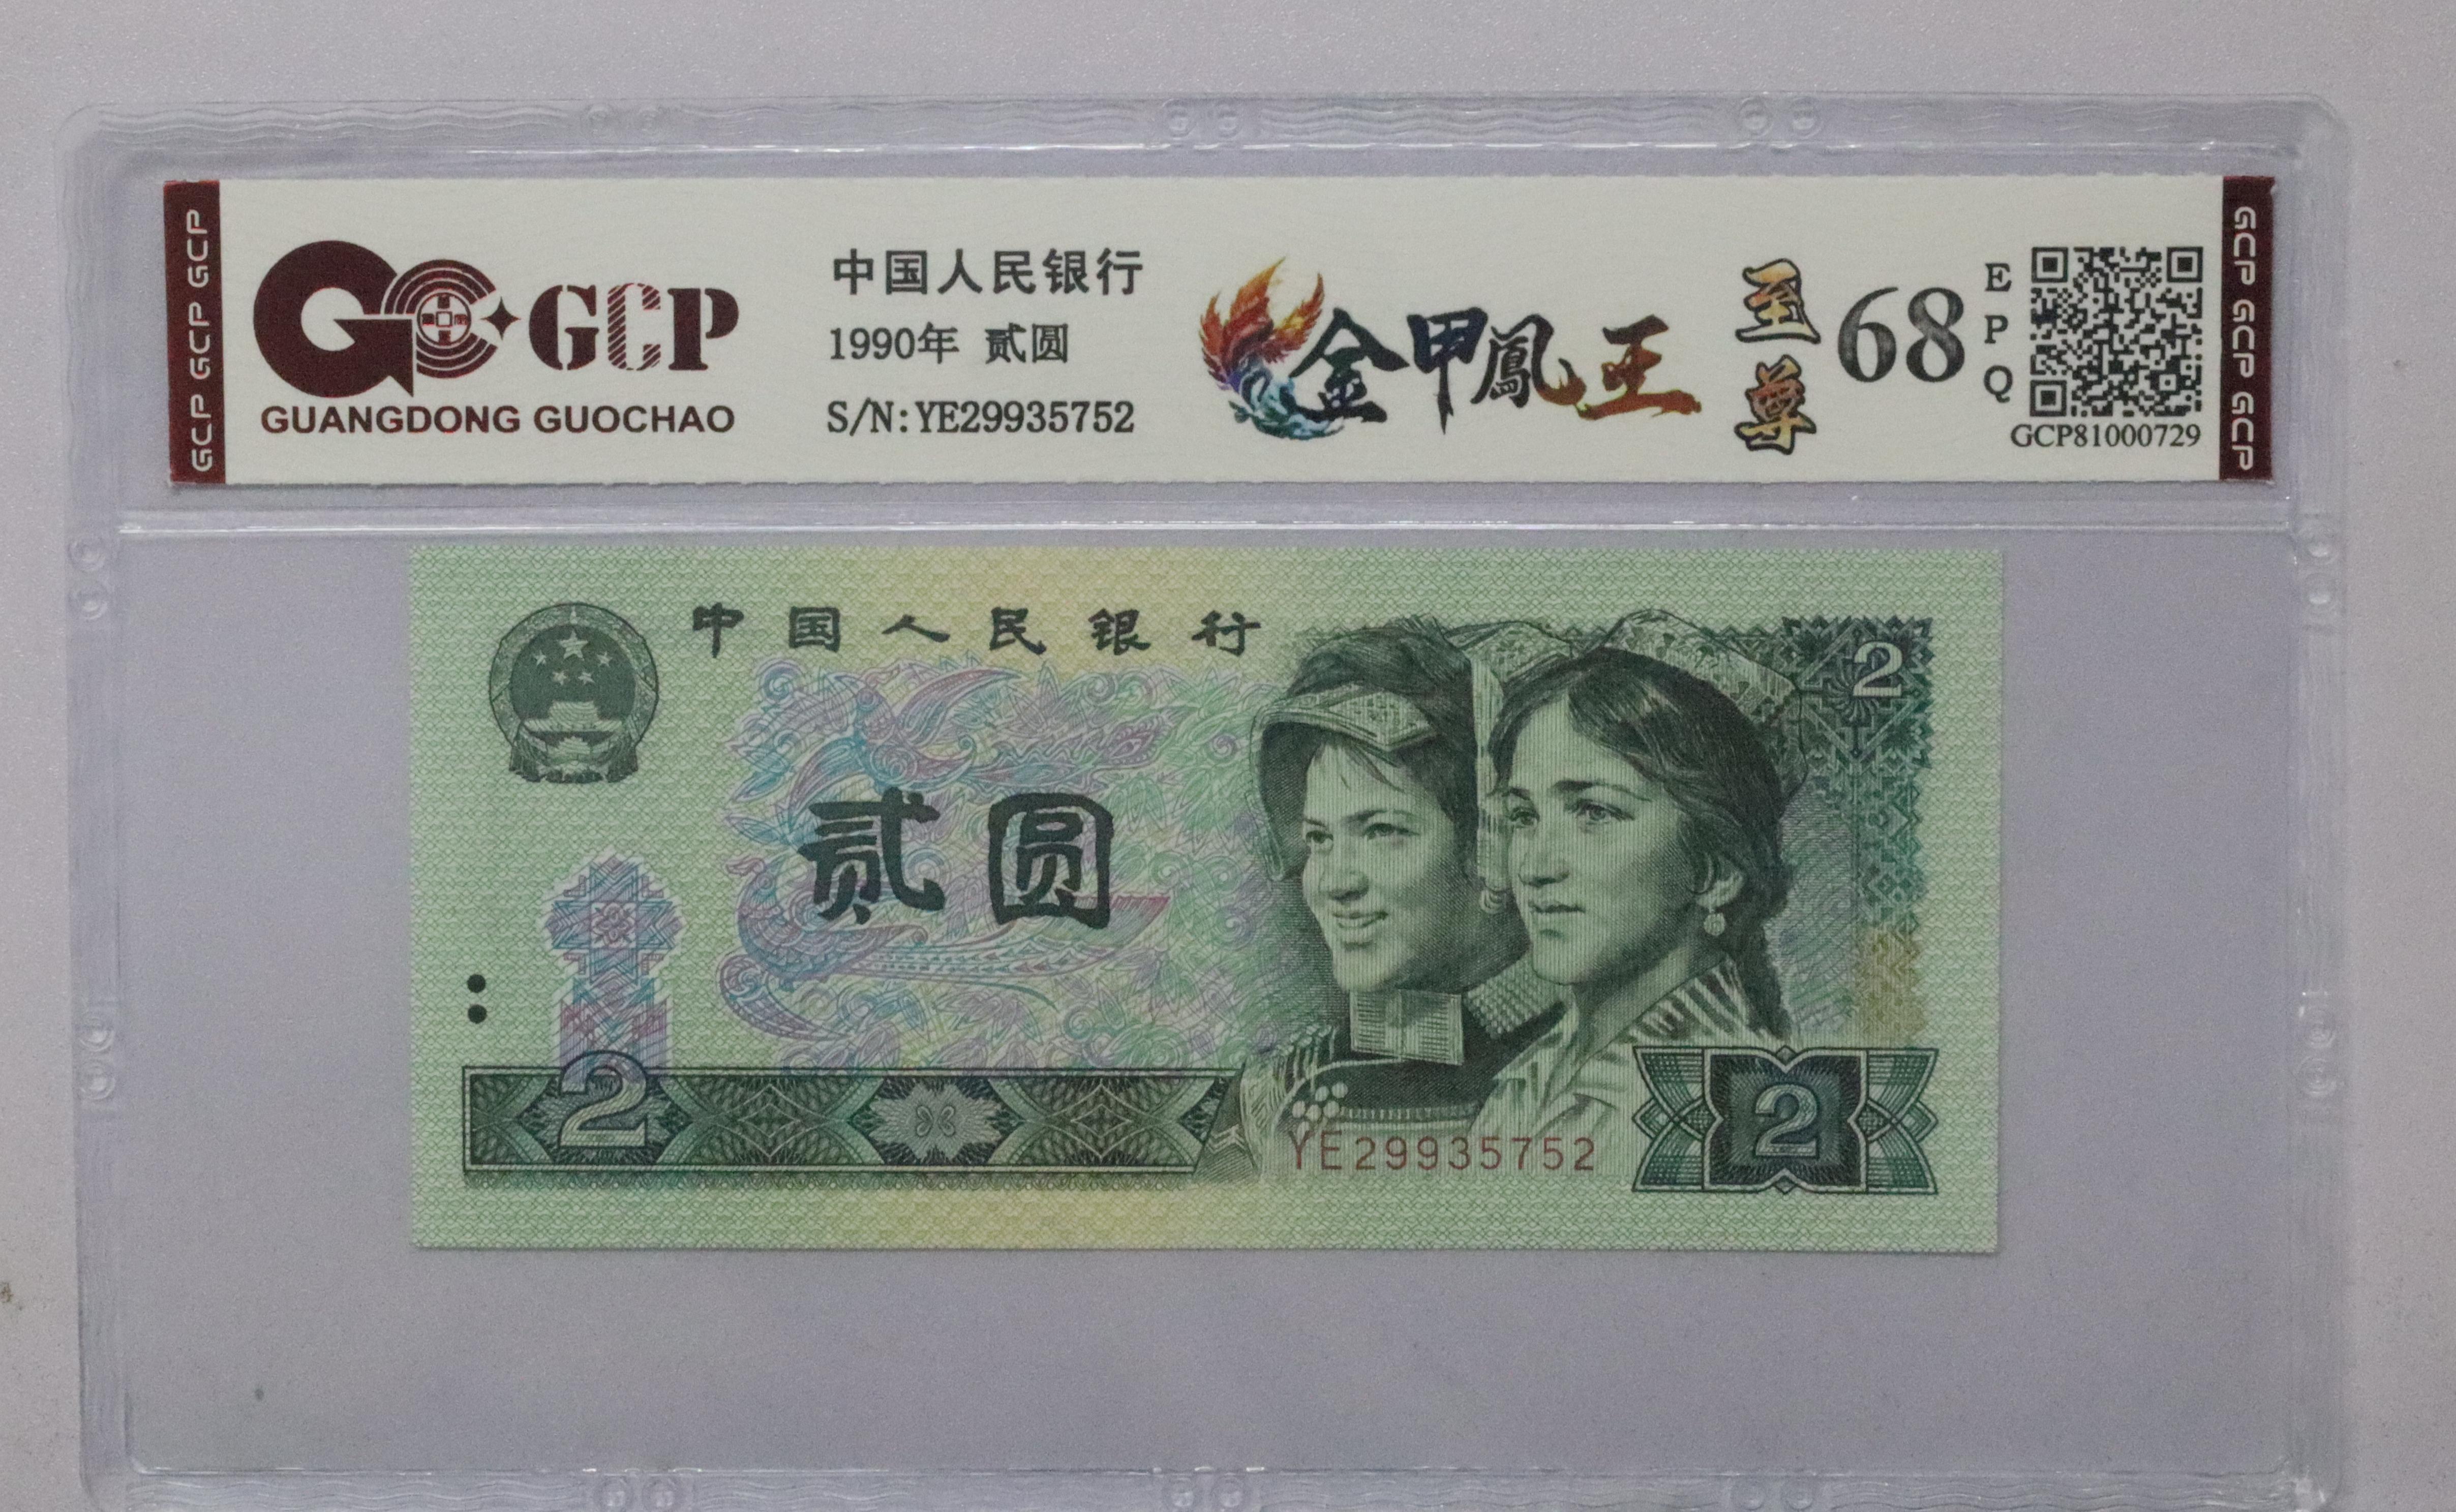 GCP GCP GCP
GCP
GUANGDONG GUOCHAO
中国人民银行
1990年 贰圆
S/N:YE29935752
金甲鳳王
至尊
68
EPQ
GCP81000729
GCP GCP GCP
中国人民银行
2
贰圆
2
YE29935752
2